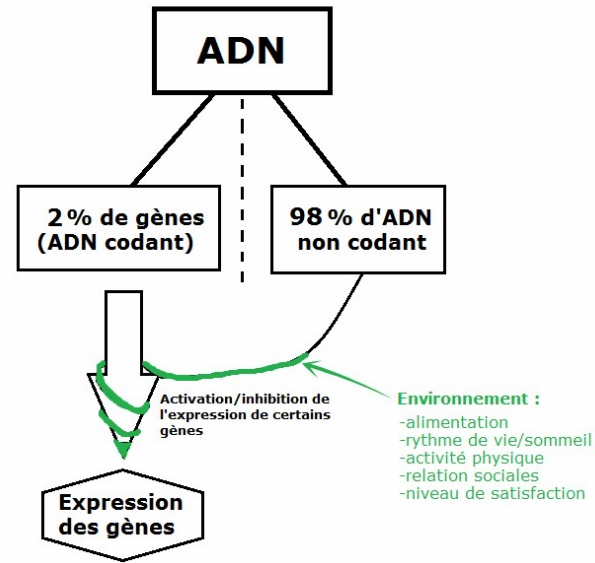 ADN
2% de gènes
(ADN codant)
98 % d'ADN
non codant
Activation/inhibition de
l'expression de certains
gènes
Environnement :
-alimentation
-rythme de vie/sommeil
-activité physique
-relation sociales
-niveau de satisfaction
Expression
des gènes